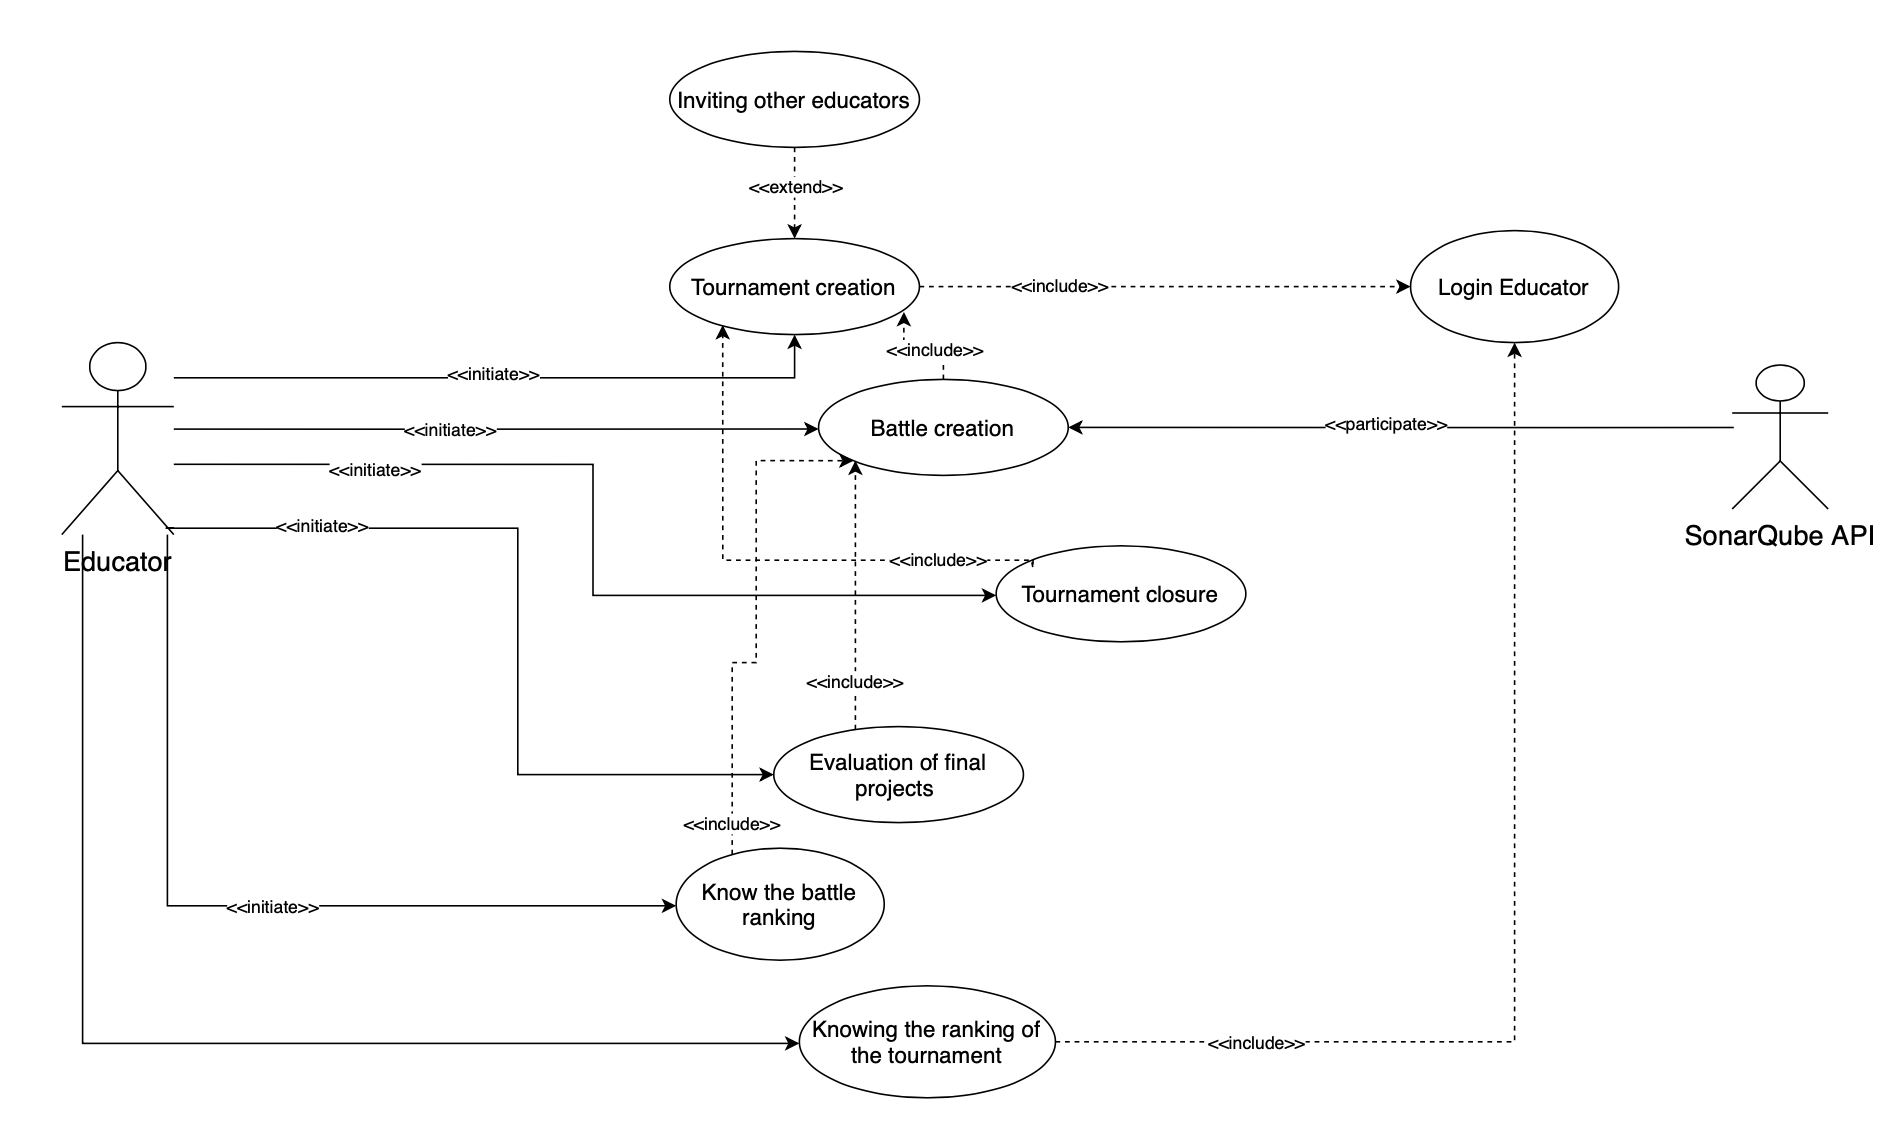 Inviting other educators
<<extend>>
Tournament creation
<<include>>
Login Educator
<<include>>
<<initiate>>
<<initiate>>
Battle creation
<<participate>>
<<initiate>>
<<initiate>>
Educator
SonarQube API
<<include>>
Tournament closure
<<include>>
Evaluation of final
projects
<<include>>
Know the battle
ranking
<<initiate>>
Knowing the ranking of
the tournament
<<include>>